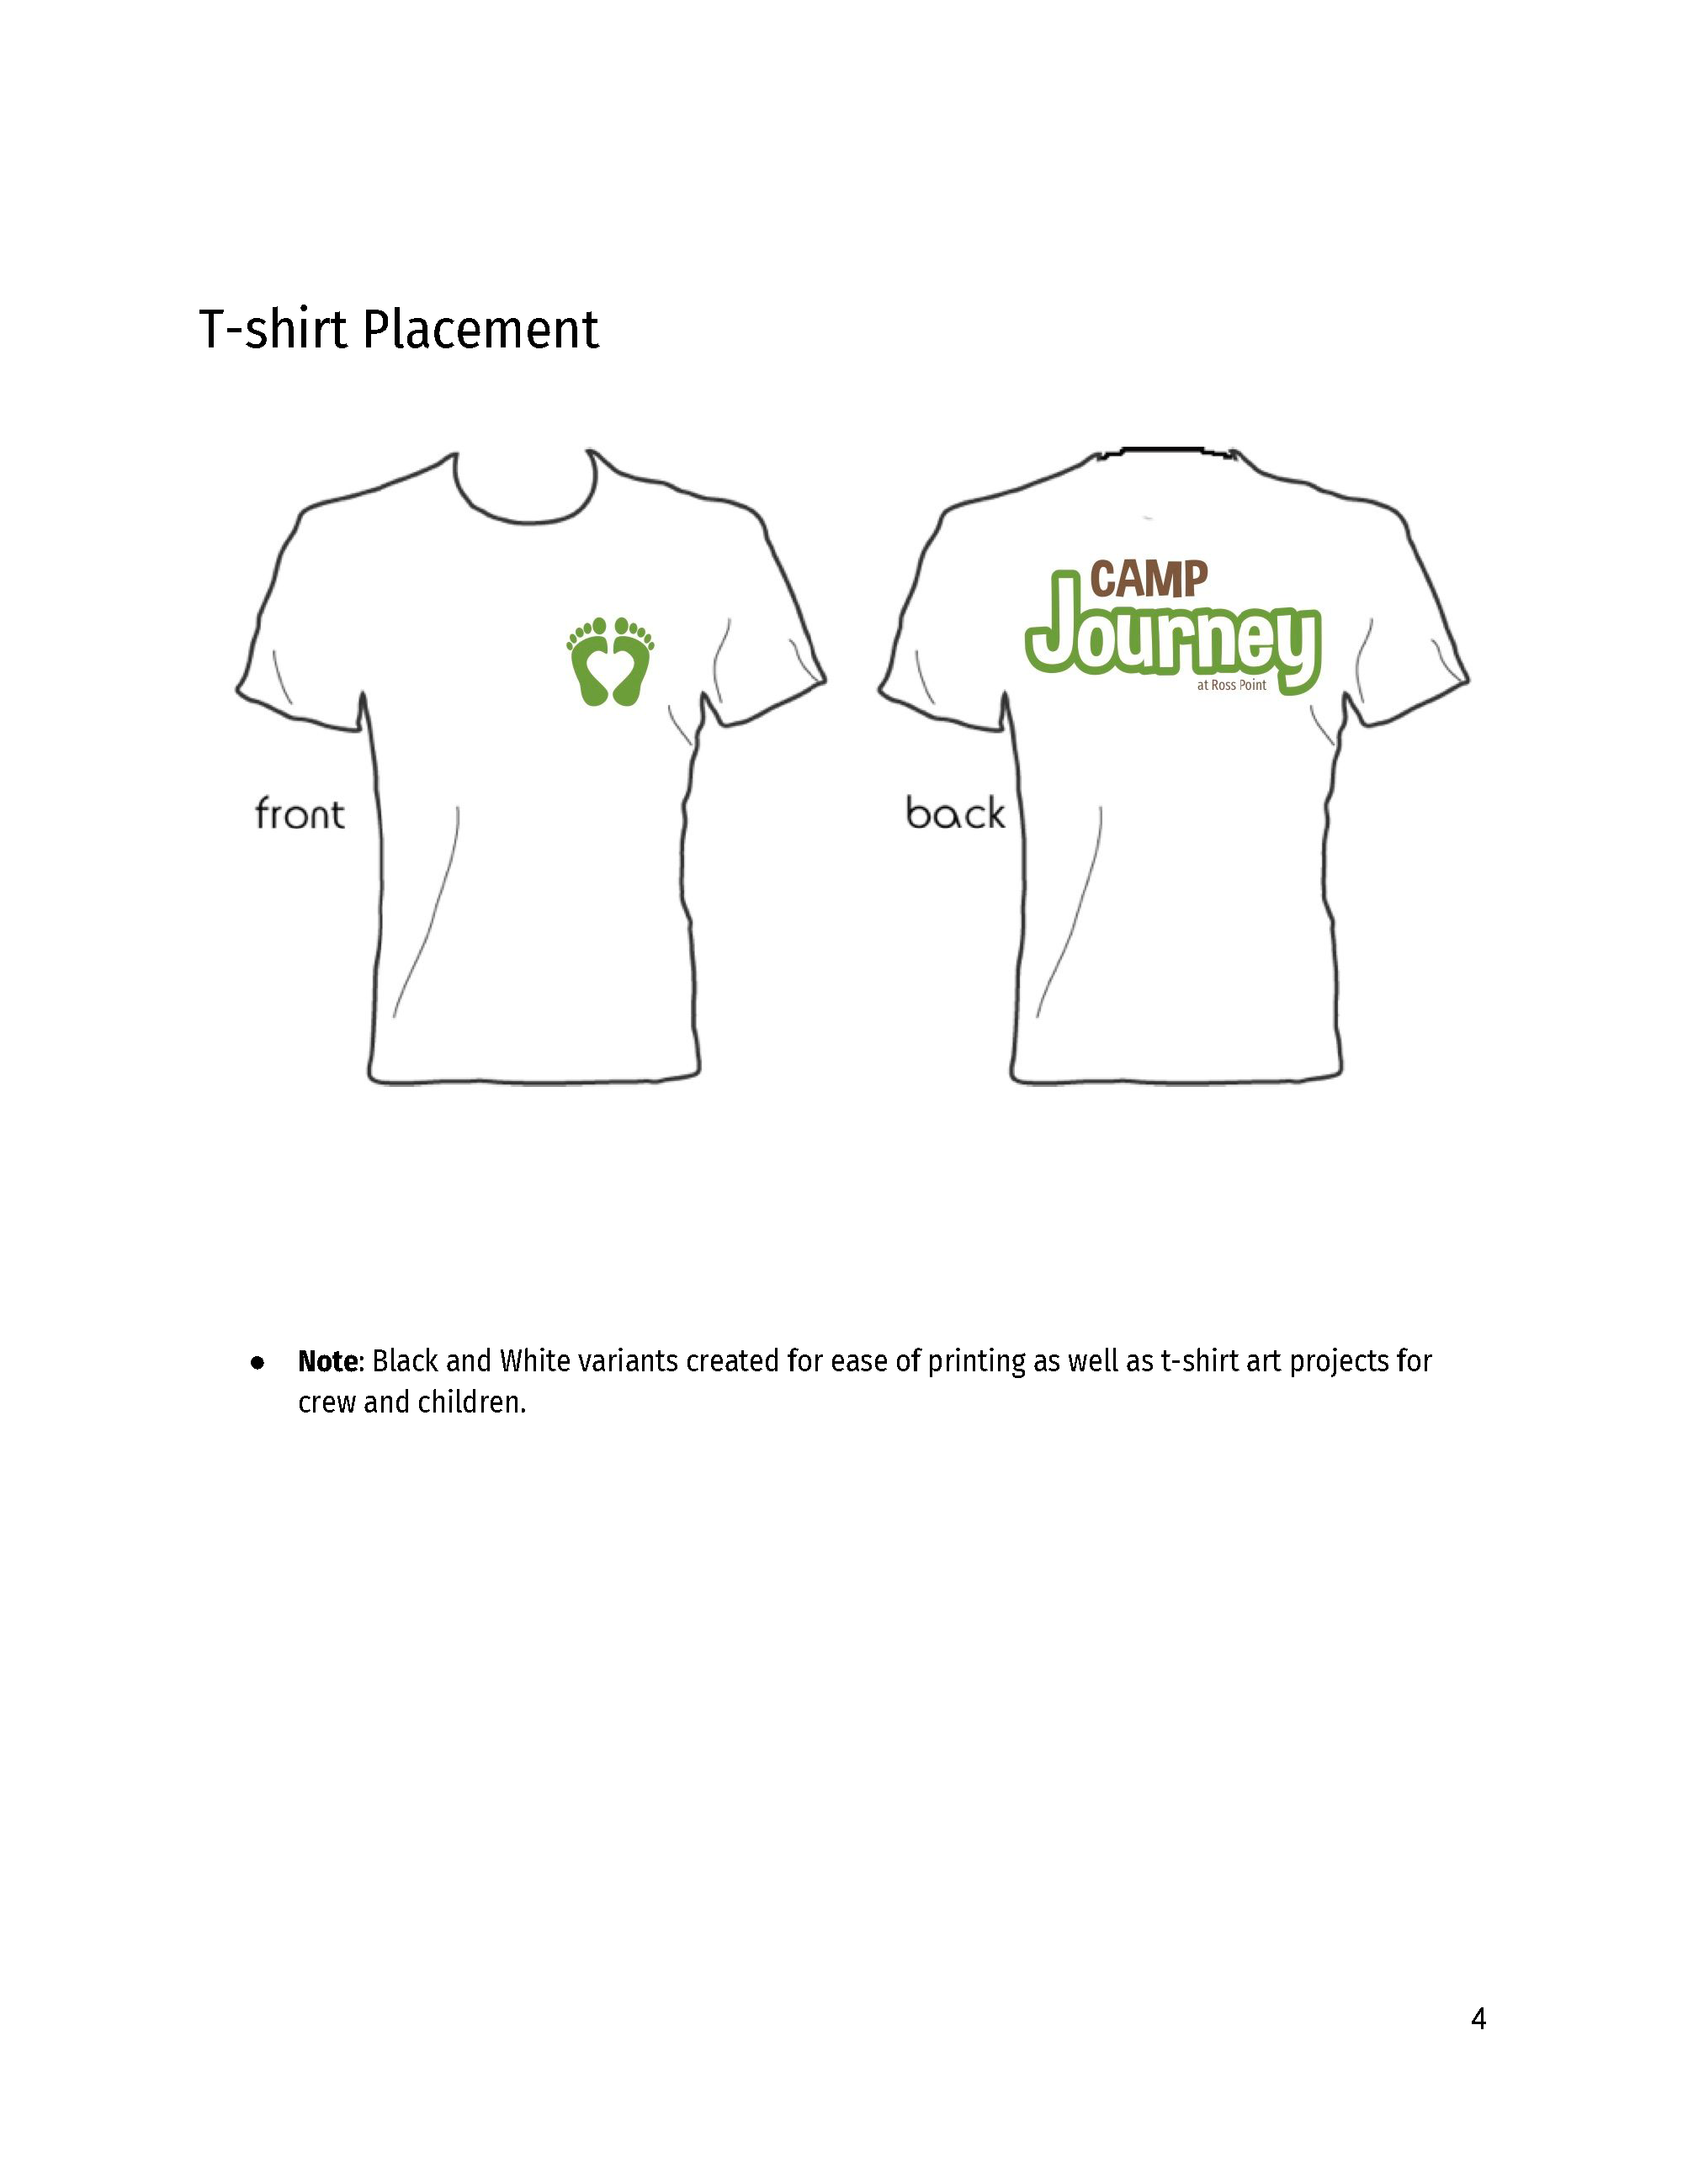 T-shirt Placement
CAMP
Journey
at Ross Point
front
back
● Note: Black and White variants created for ease of printing as well as t-shirt art projects for
crew and children.
4